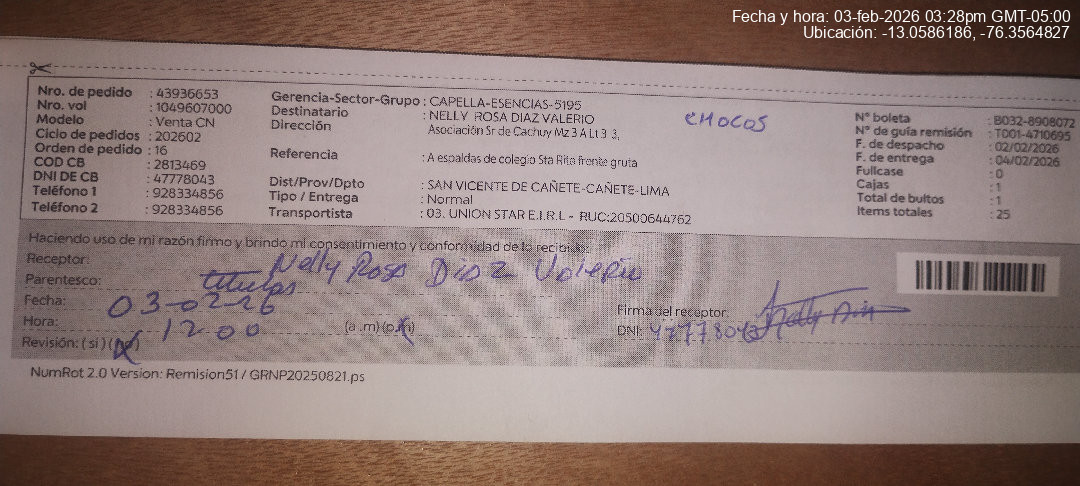 Fecha y hora: 03-feb-2026 03:28pm GMT-05:00
Ubicación: -13.0586186, -76.3564827
Nro. de pedido : 43936653
Nro. vol : 1049607000
Modelo : Venta CN
Ciclo de pedidos : 202602
Orden de pedido : 16
COD CB : 2813469
DNI DE CB : 47778043
Teléfono 1 : 928334856
Teléfono 2 : 928334856
Gerencia-Sector-Grupo : CAPELLA-ESENCIAS-5195
Destinatario : NELLY ROSA DIAZ VALERIO
Dirección : Asociación Sr de Cachuy Mz 3 A Lt 3 3,
Referencia : A espaldas de colegio Sta Rita frente gruta
Dist/Prov/Dpto : SAN VICENTE DE CAÑETE-CAÑETE-LIMA
Tipo / Entrega : Normal
Transportista : 03. UNION STAR E.I.R.L - RUC:20500644762
CHOCOS
N° boleta : B032-8908072
N° de guía remisión : T001-4710695
F. de despacho : 02/02/2026
F. de entrega : 04/02/2026
Fullcase : 0
Cajas : 1
Total de bultos : 1
Items totales : 25
Haciendo uso de mi razón firmo y brindo mi consentimiento y conformidad de lo recibido:
Receptor: Nelly Rosa Diaz Valerio
Parentesco: titular
Fecha: 03-02-26
Hora: 12 00 (a .m) (p.m)
Revisión: ( si ) (no)
Firma del receptor: Nelly
DNI: 47778043
NumRot 2.0 Version: Remision51 / GRNP20250821.ps